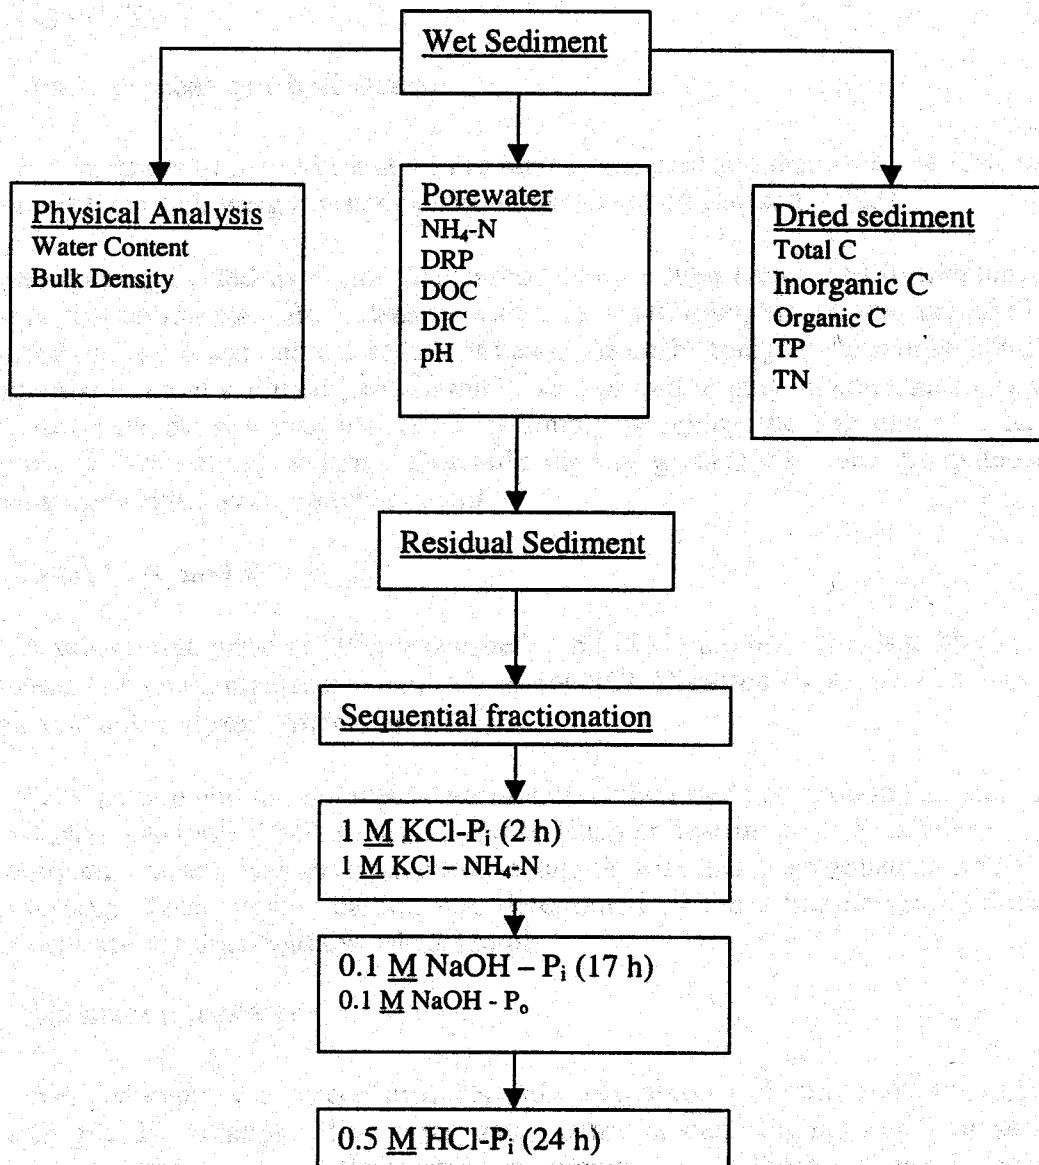 Wet Sediment
Physical Analysis
Water Content
Bulk Density
Porewater
NH₄-N
DRP
DOC
DIC
pH
Dried sediment
Total C
Inorganic C
Organic C
TP
TN
Residual Sediment
Sequential fractionation
1 M KCl-Pᵢ (2 h)
1 M KCl – NH₄-N
0.1 M NaOH – Pᵢ (17 h)
0.1 M NaOH - Pₒ
0.5 M HCl-Pᵢ (24 h)